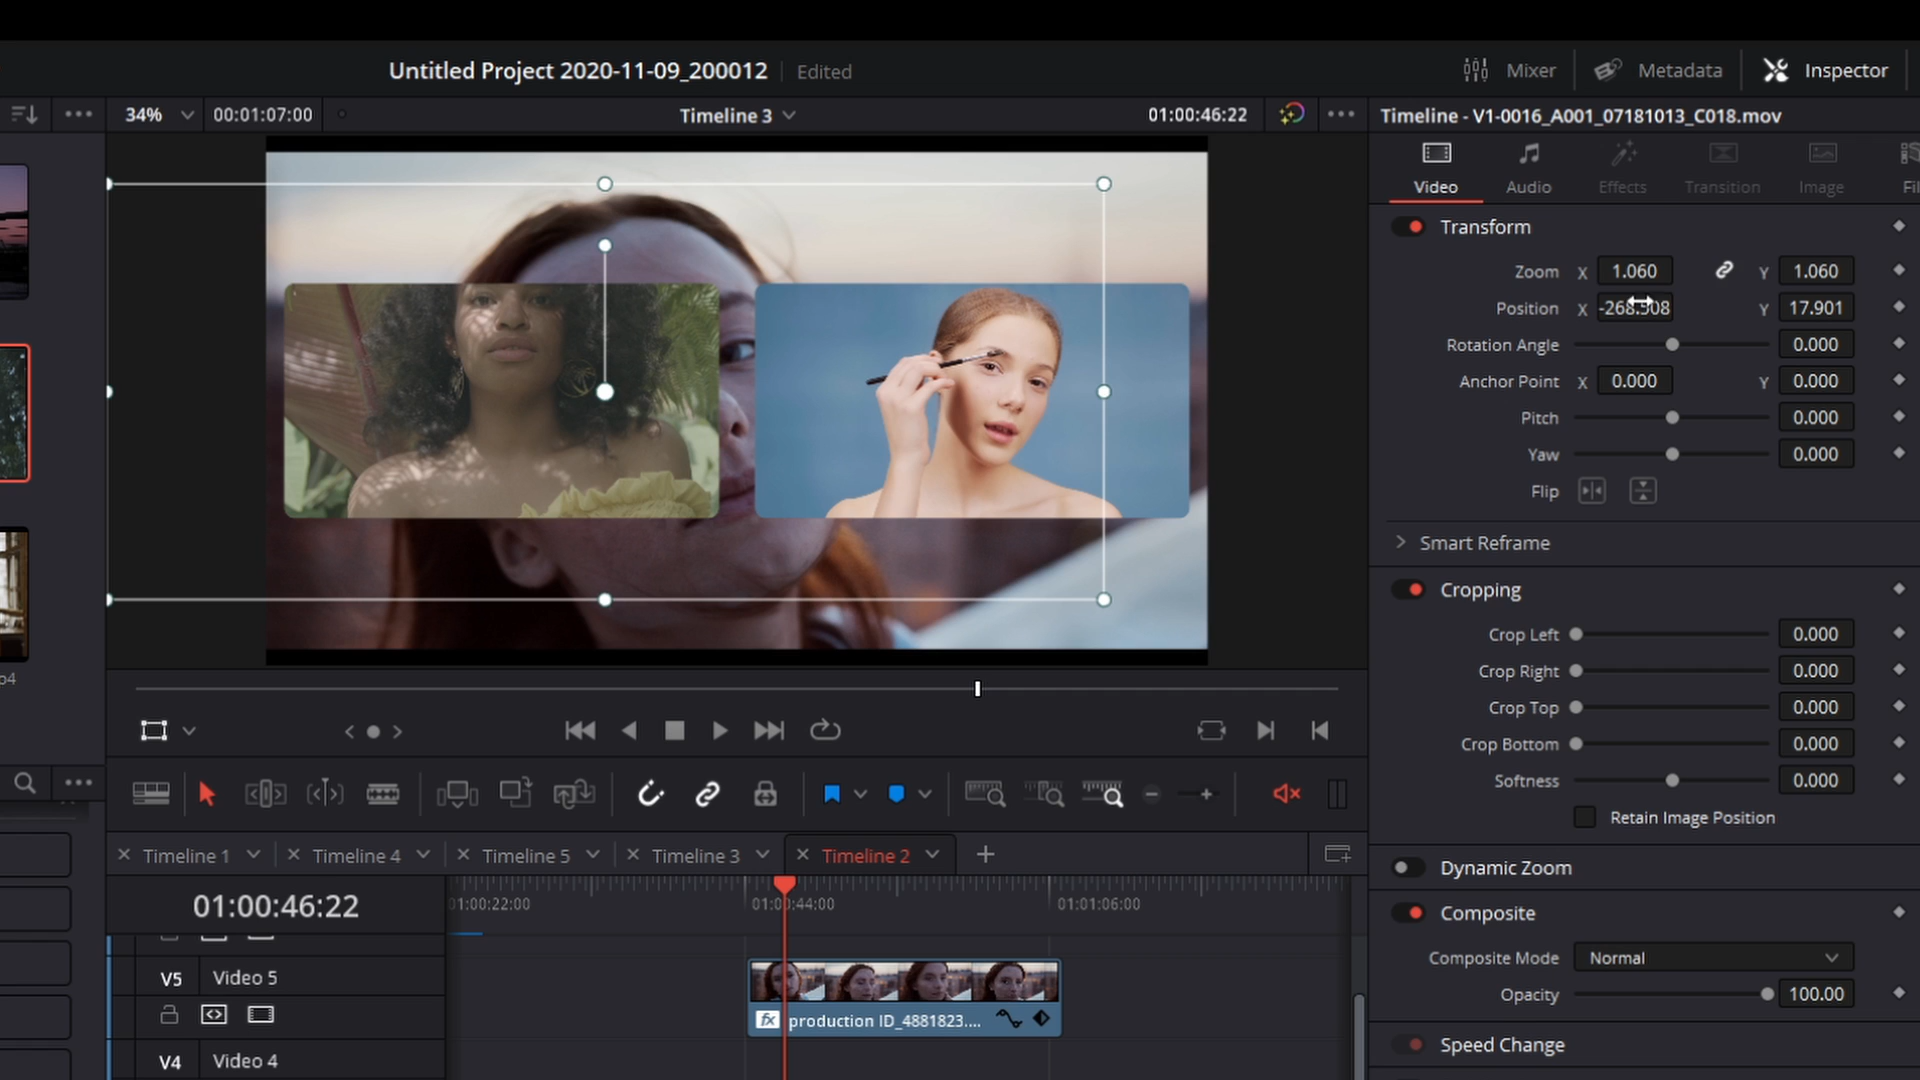 Untitled Project 2020-11-09_200012 Edited
Mixer Metadata Inspector
34% 00:01:07:00 Timeline 3 01:00:46:22
Timeline - V1-0016_A001_07181013_C018.mov
Video Audio Effects Transition Image Fil
Transform
Zoom X 1.060 Y 1.060
Position X -268.508 Y 17.901
Rotation Angle 0.000
Anchor Point X 0.000 Y 0.000
Pitch 0.000
Yaw 0.000
Flip
Smart Reframe
Cropping
Crop Left 0.000
Crop Right 0.000
Crop Top 0.000
Crop Bottom 0.000
Softness 0.000
Retain Image Position
Dynamic Zoom
Composite
Composite Mode Normal
Opacity 100.00
Speed Change
Timeline 1 Timeline 4 Timeline 5 Timeline 3 Timeline 2
01:00:46:22
01:00:22:00 01:00:44:00 01:01:06:00
V5 Video 5
fx production ID_4881823....
V4 Video 4